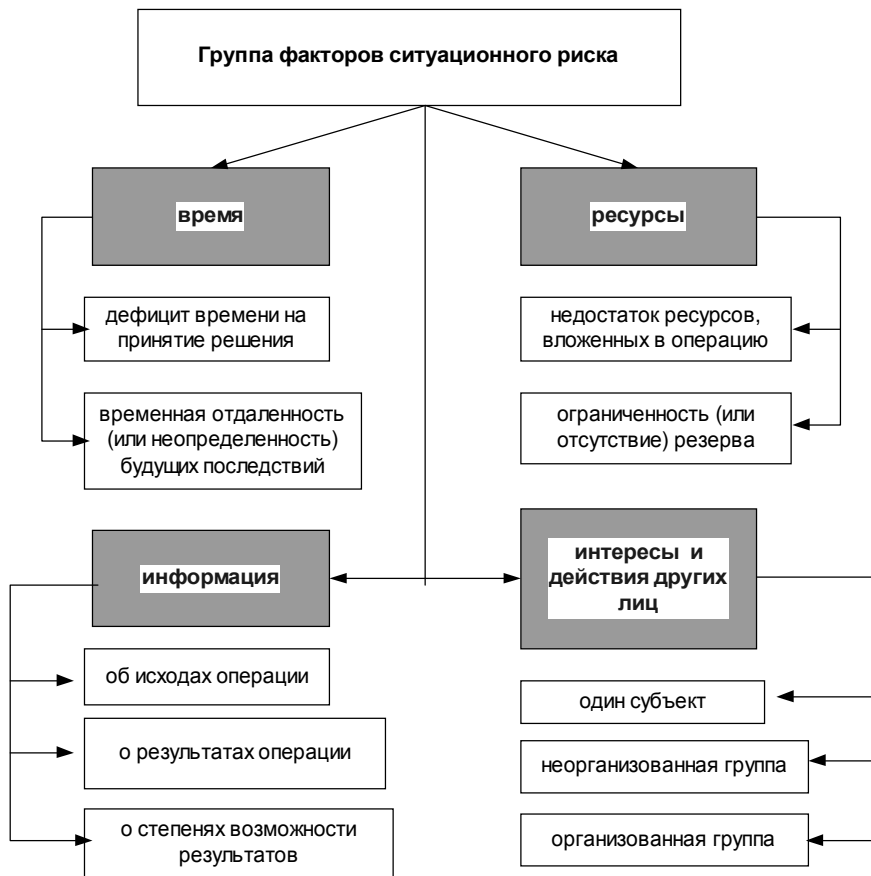 Группа факторов ситуационного риска
время
дефицит времени на
принятие решения
временная отдаленность
(или неопределенность)
будущих последствий
ресурсы
недостаток ресурсов,
вложенных в операцию
ограниченность (или
отсутствие) резерва
информация
об исходах операции
о результатах операции
о степенях возможности
результатов
интересы и
действия других
лиц
один субъект
неорганизованная группа
организованная группа